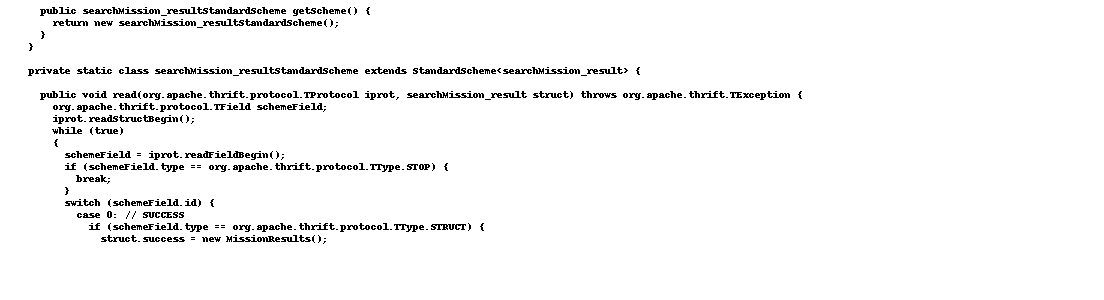 public searchMission_resultStandardScheme getScheme() {
return new searchMission_resultStandardScheme();
}
}
private static class searchMission_resultStandardScheme extends StandardScheme<searchMission_result> {
public void read(org.apache.thrift.protocol.TProtocol iprot, searchMission_result struct) throws org.apache.thrift.TException {
org.apache.thrift.protocol.TField schemeField;
iprot.readStructBegin();
while (true)
{
schemeField = iprot.readFieldBegin();
if (schemeField.type == org.apache.thrift.protocol.TType.STOP) {
break;
}
switch (schemeField.id) {
case 0: // SUCCESS
if (schemeField.type == org.apache.thrift.protocol.TType.STRUCT) {
struct.success = new MissionResults();